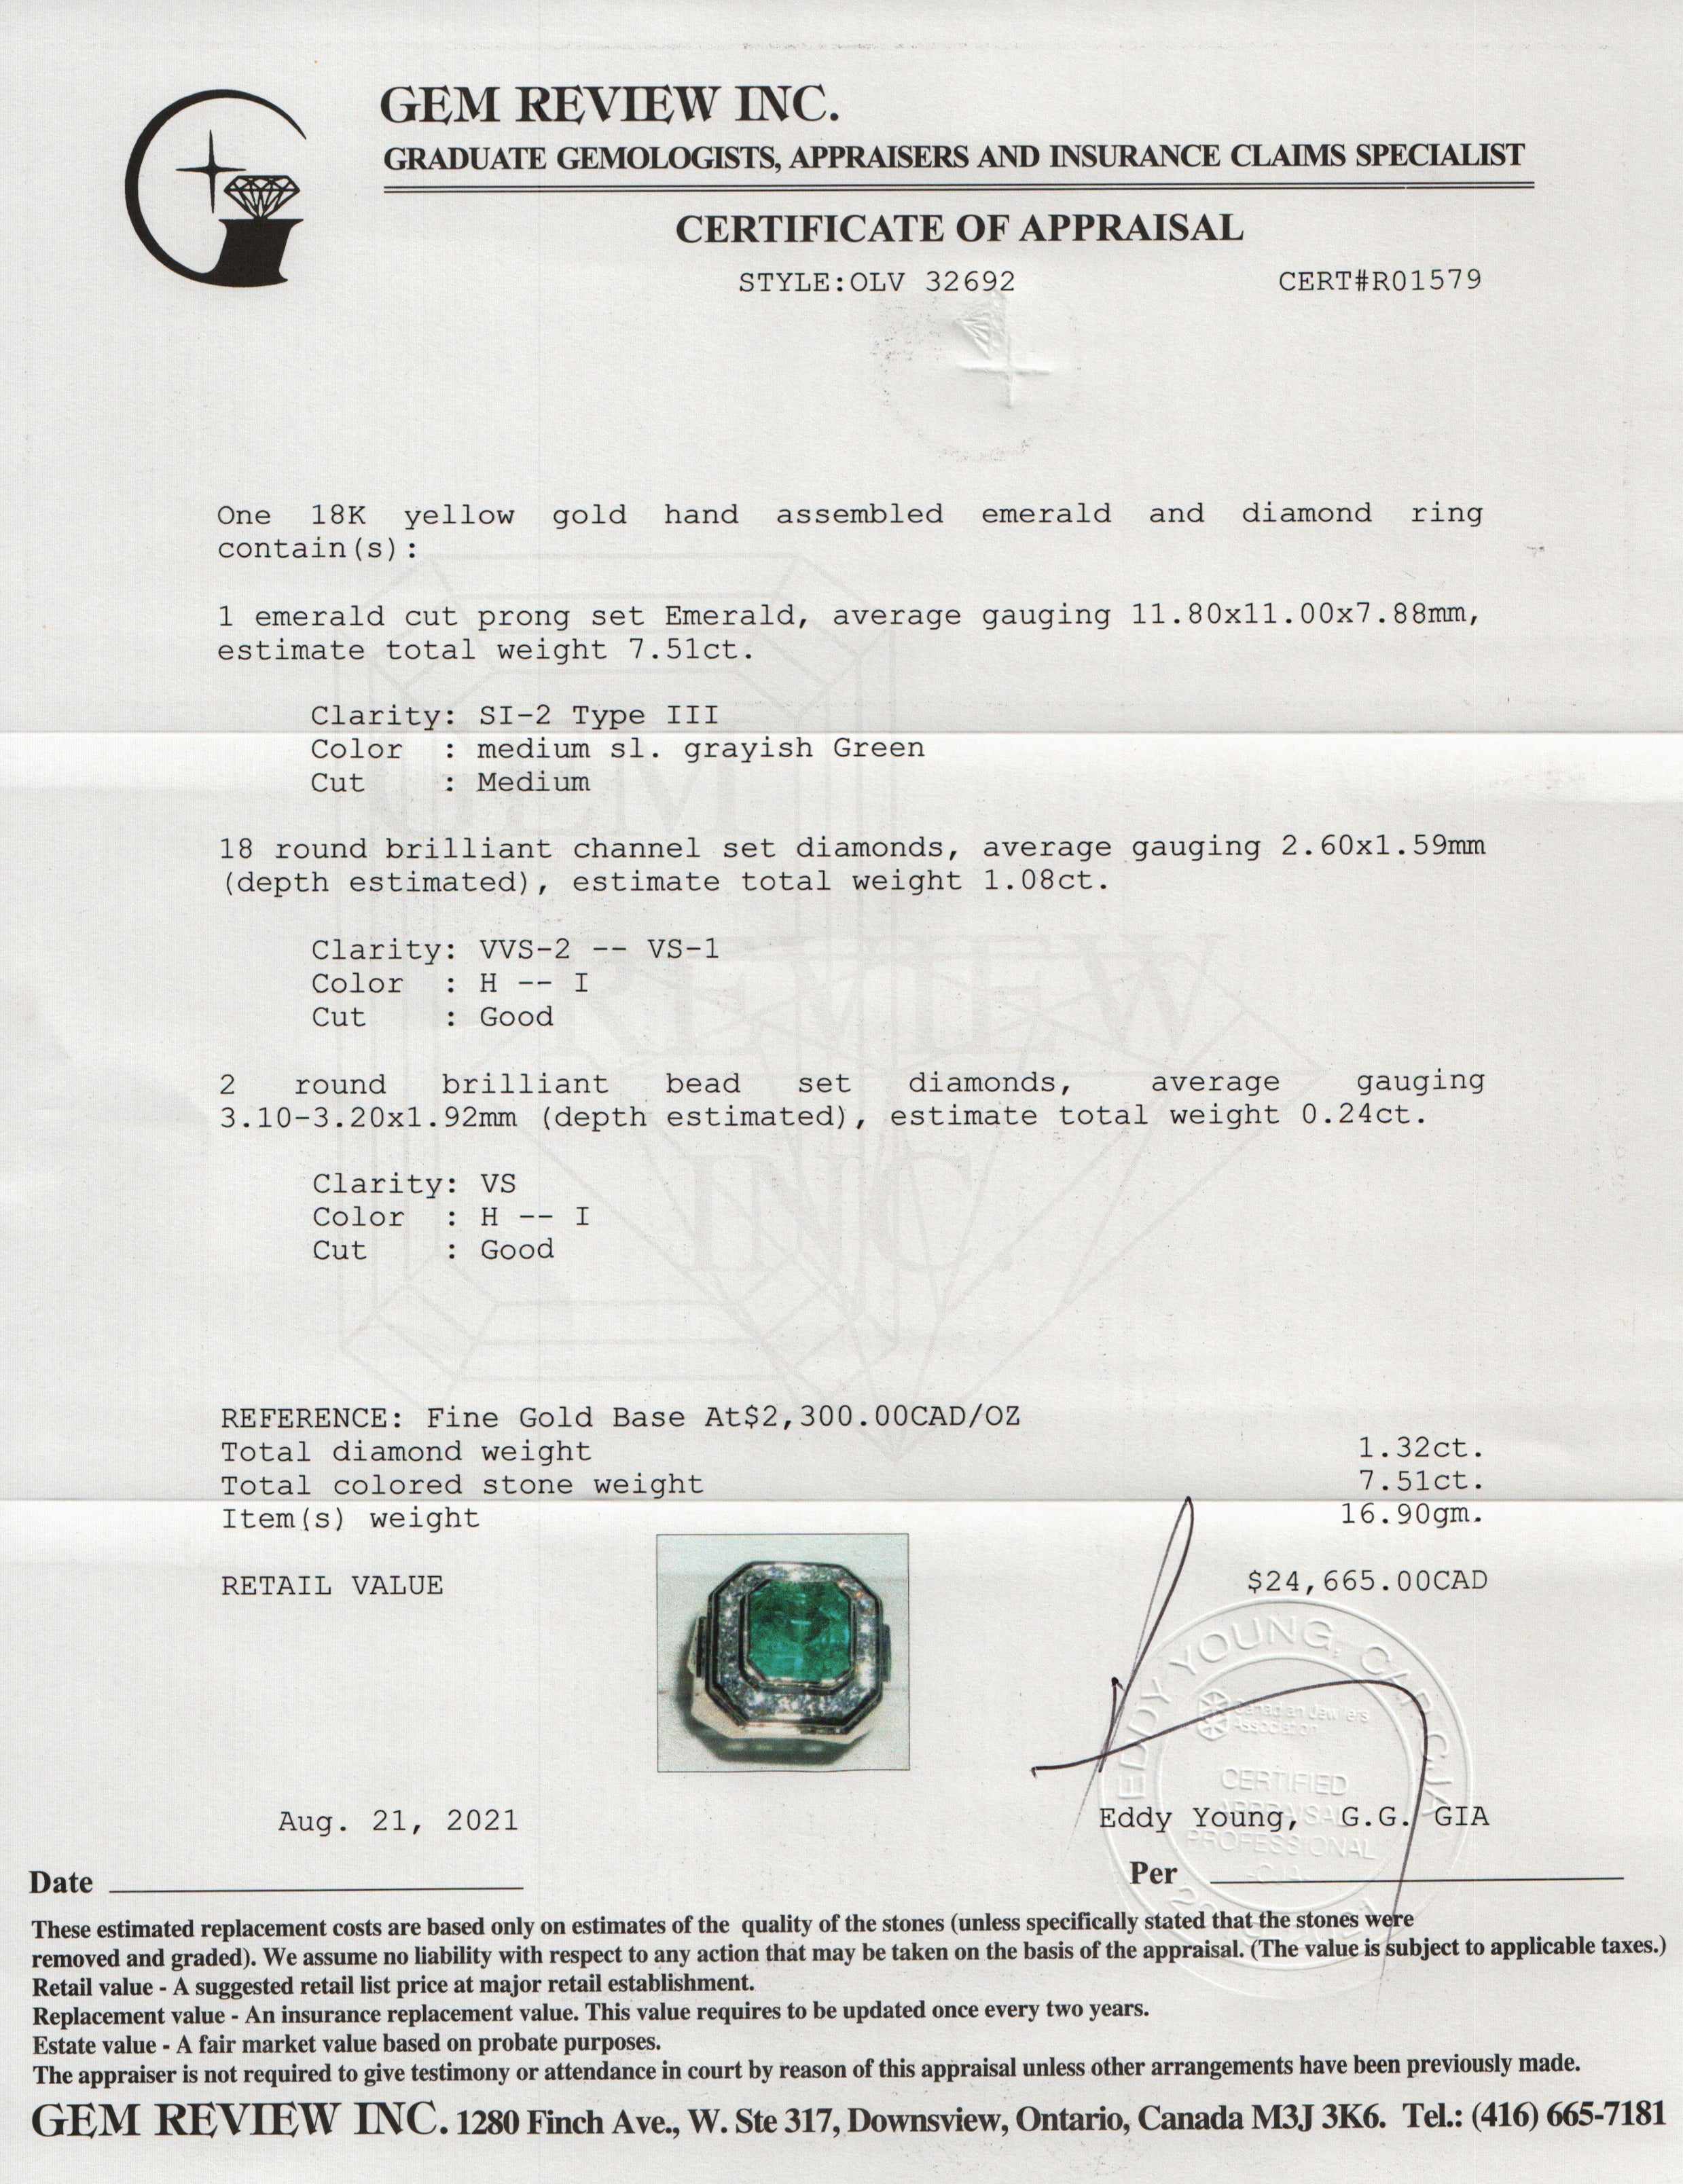 GEM REVIEW INC.
GRADUATE GEMOLOGISTS, APPRAISERS AND INSURANCE CLAIMS SPECIALIST
CERTIFICATE OF APPRAISAL
STYLE:OLV 32692 CERT#R01579
One 18K yellow gold hand assembled emerald and diamond ring
contain(s):
1 emerald cut prong set Emerald, average gauging 11.80x11.00x7.88mm,
estimate total weight 7.51ct.
Clarity: SI-2 Type III
Color : medium sl. grayish Green
Cut : Medium
18 round brilliant channel set diamonds, average gauging 2.60x1.59mm
(depth estimated), estimate total weight 1.08ct.
Clarity: VVS-2 -- VS-1
Color : H -- I
Cut : Good
2 round brilliant bead set diamonds, average gauging
3.10-3.20x1.92mm (depth estimated), estimate total weight 0.24ct.
Clarity: VS
Color : H -- I
Cut : Good
GEM
REVIEW
INC.
REFERENCE: Fine Gold Base At$2,300.00CAD/OZ
Total diamond weight 1.32ct.
Total colored stone weight 7.51ct.
Item(s) weight 16.90gm.
RETAIL VALUE $24,665.00CAD
EDDY YOUNG, CAP-CJA
Canadian Jewellers
Association
CERTIFIED
APPRAISAL
PROFESSIONAL
-CJA-
Aug. 21, 2021 Eddy Young, G.G. GIA
Date Per
These estimated replacement costs are based only on estimates of the quality of the stones (unless specifically stated that the stones were
removed and graded). We assume no liability with respect to any action that may be taken on the basis of the appraisal. (The value is subject to applicable taxes.)
Retail value - A suggested retail list price at major retail establishment.
Replacement value - An insurance replacement value. This value requires to be updated once every two years.
Estate value - A fair market value based on probate purposes.
The appraiser is not required to give testimony or attendance in court by reason of this appraisal unless other arrangements have been previously made.
GEM REVIEW INC. 1280 Finch Ave., W. Ste 317, Downsview, Ontario, Canada M3J 3K6. Tel.: (416) 665-7181